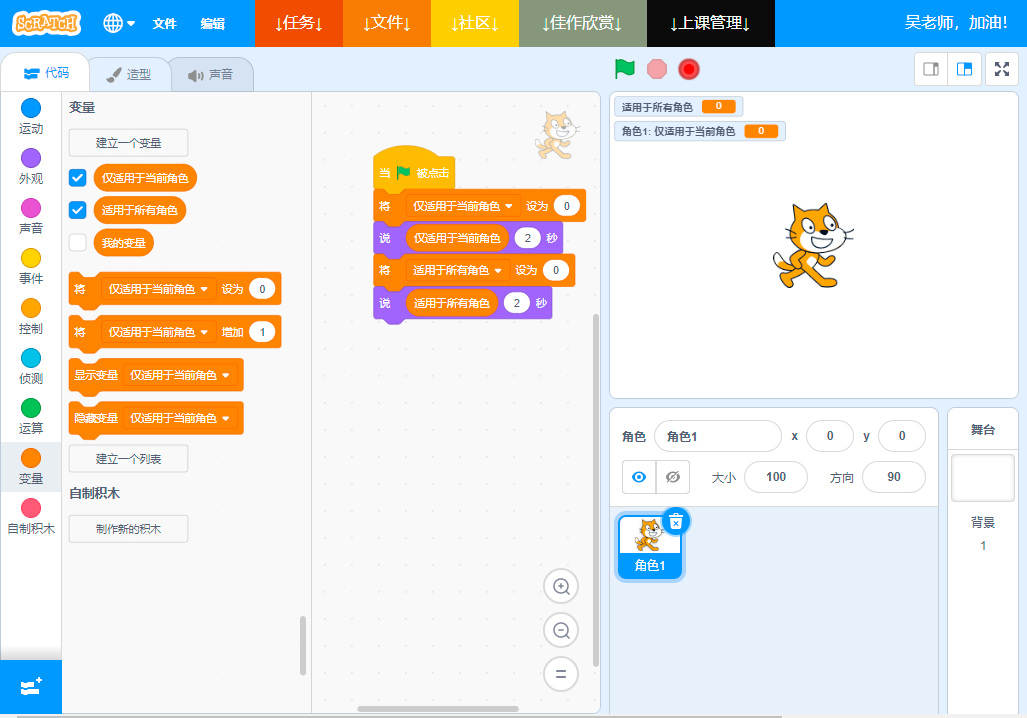 SCRATCH 文件 编辑 ↓任务↓ ↓文件↓ ↓社区↓ ↓佳作欣赏↓ ↓上课管理↓ 吴老师，加油!
代码 造型 声音
运动
外观
声音
事件
控制
侦测
运算
变量
自制积木
变量
建立一个变量
仅适用于当前角色
适用于所有角色
我的变量
将 仅适用于当前角色 设为 0
将 仅适用于当前角色 增加 1
显示变量 仅适用于当前角色
隐藏变量 仅适用于当前角色
建立一个列表
自制积木
制作新的积木
当 被点击
将 仅适用于当前角色 设为 0
说 仅适用于当前角色 2 秒
将 适用于所有角色 设为 0
说 适用于所有角色 2 秒
适用于所有角色 0
角色1: 仅适用于当前角色 0
角色 角色1 x 0 y 0
大小 100 方向 90
角色1
舞台
背景
1